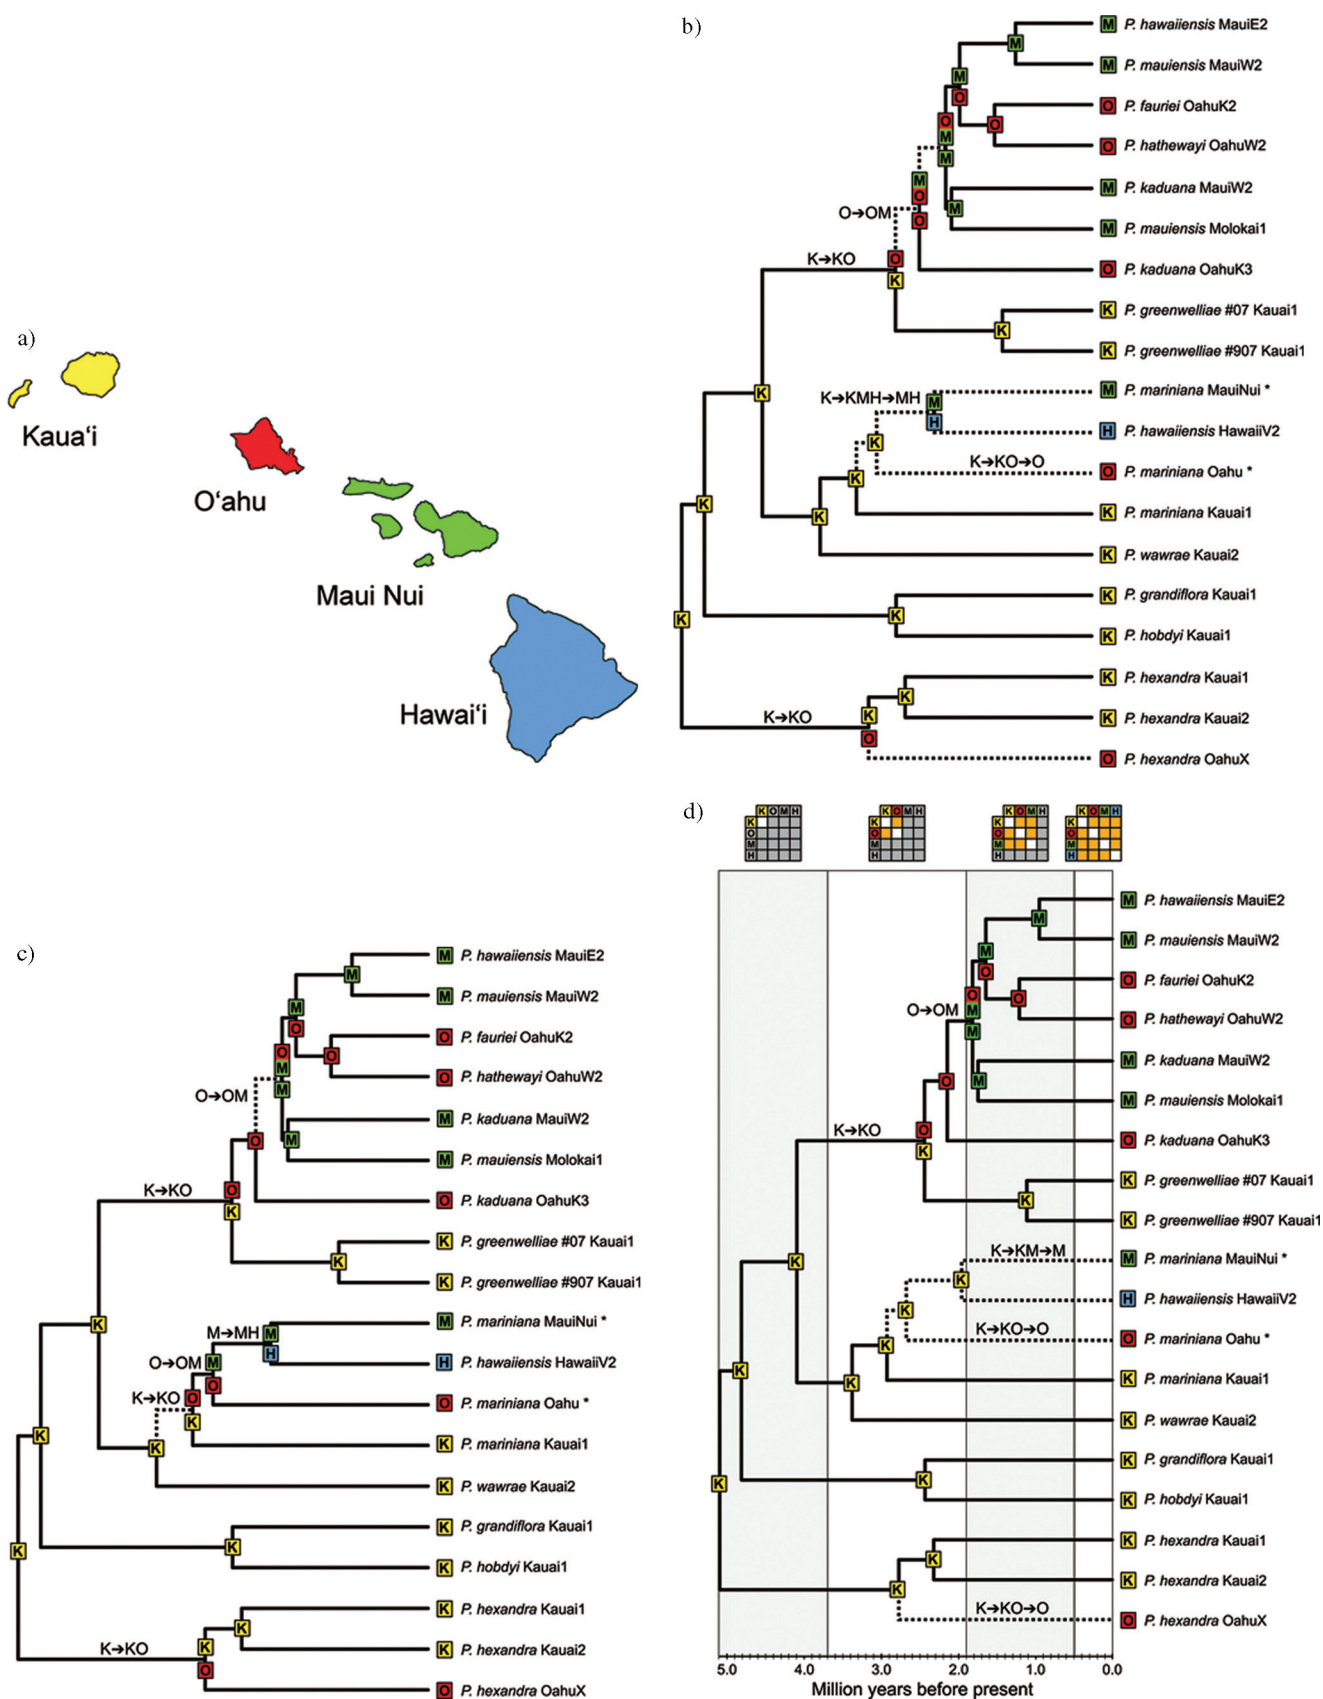 a)
Kaua‘i
O‘ahu
Maui Nui
Hawai‘i
b)
M P. hawaiiensis MauiE2
M
M P. mauiensis MauiW2
M
O
O P. fauriei OahuK2
O
O
M
O P. hathewayi OahuW2
M
M
O
M P. kaduana MauiW2
M
O→OM
O
M P. mauiensis Molokai1
K→KO
O
O P. kaduana OahuK3
K
K P. greenwelliae #07 Kauai1
K
K P. greenwelliae #907 Kauai1
K
M P. mariniana MauiNui *
K→KMH→MH
M
H
H P. hawaiiensis HawaiiV2
K
K→KO→O
O P. mariniana Oahu *
K
K
K P. mariniana Kauai1
K
K P. wawrae Kauai2
K P. grandiflora Kauai1
K
K
K P. hobdyi Kauai1
K P. hexandra Kauai1
K
K→KO
K
K P. hexandra Kauai2
O
O P. hexandra OahuX
c)
M P. hawaiiensis MauiE2
M
M P. mauiensis MauiW2
M
O
O P. fauriei OahuK2
O
O
M
O P. hathewayi OahuW2
O→OM
M
M P. kaduana MauiW2
M
O
M P. mauiensis Molokai1
K→KO
O
O P. kaduana OahuK3
K
K P. greenwelliae #07 Kauai1
K
K P. greenwelliae #907 Kauai1
K
M P. mariniana MauiNui *
M→MH
M
H
O→OM
M
H P. hawaiiensis HawaiiV2
K→KO
O
O
O P. mariniana Oahu *
K
K
K
K P. mariniana Kauai1
K P. wawrae Kauai2
K P. grandiflora Kauai1
K
K
K P. hobdyi Kauai1
K P. hexandra Kauai1
K
K→KO
K
K P. hexandra Kauai2
O
O P. hexandra OahuX
d)
K O M H
K
O
M
H
K O M H
K
O
M
H
K O M H
K
O
M
H
K O M H
K
O
M
H
M P. hawaiiensis MauiE2
M
M P. mauiensis MauiW2
M
O
O P. fauriei OahuK2
O
O→OM
O
M
O P. hathewayi OahuW2
M
M P. kaduana MauiW2
O
M
M P. mauiensis Molokai1
K→KO
O
O P. kaduana OahuK3
K
K P. greenwelliae #07 Kauai1
K
K P. greenwelliae #907 Kauai1
K→KM→M
K
M P. mariniana MauiNui *
K
H P. hawaiiensis HawaiiV2
K
K→KO→O
O P. mariniana Oahu *
K
K
K
K P. mariniana Kauai1
K P. wawrae Kauai2
K P. grandiflora Kauai1
K
K
K P. hobdyi Kauai1
K P. hexandra Kauai1
K
K
K P. hexandra Kauai2
K→KO→O
O P. hexandra OahuX
5.0 4.0 3.0 2.0 1.0 0.0
Million years before present